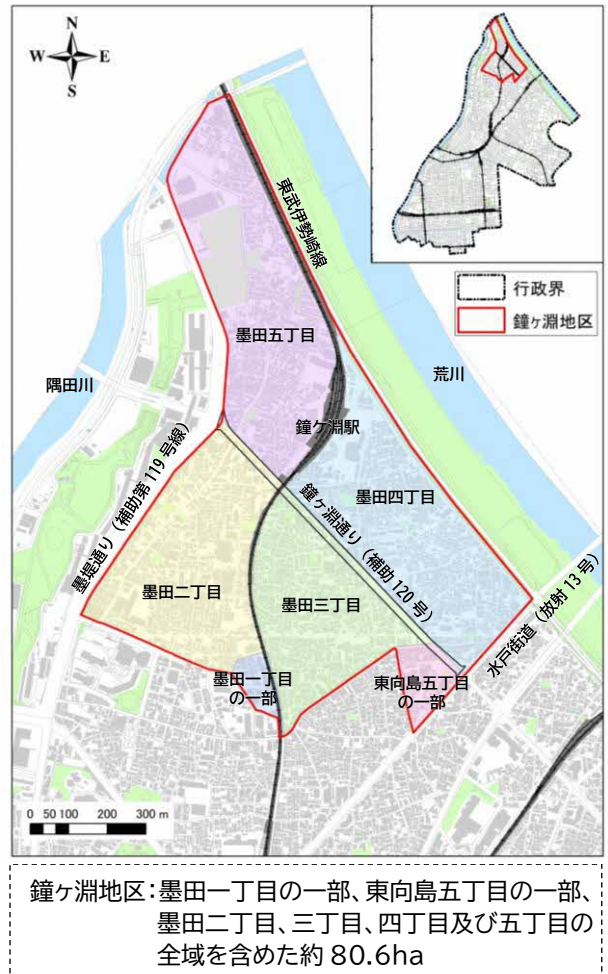 N
W E
S
東武伊勢崎線
行政界
鐘ヶ淵地区
墨田五丁目
隅田川
荒川
鐘ケ淵駅
墨田四丁目
墨堤通り（補助第119号線）
鐘ヶ淵通り（補助120号）
墨田二丁目
墨田三丁目
水戸街道（放射13号）
墨田一丁目
の一部
東向島五丁目
の一部
0 50 100 200 300 m
鐘ヶ淵地区：墨田一丁目の一部、東向島五丁目の一部、
墨田二丁目、三丁目、四丁目及び五丁目の
全域を含めた約80.6ha